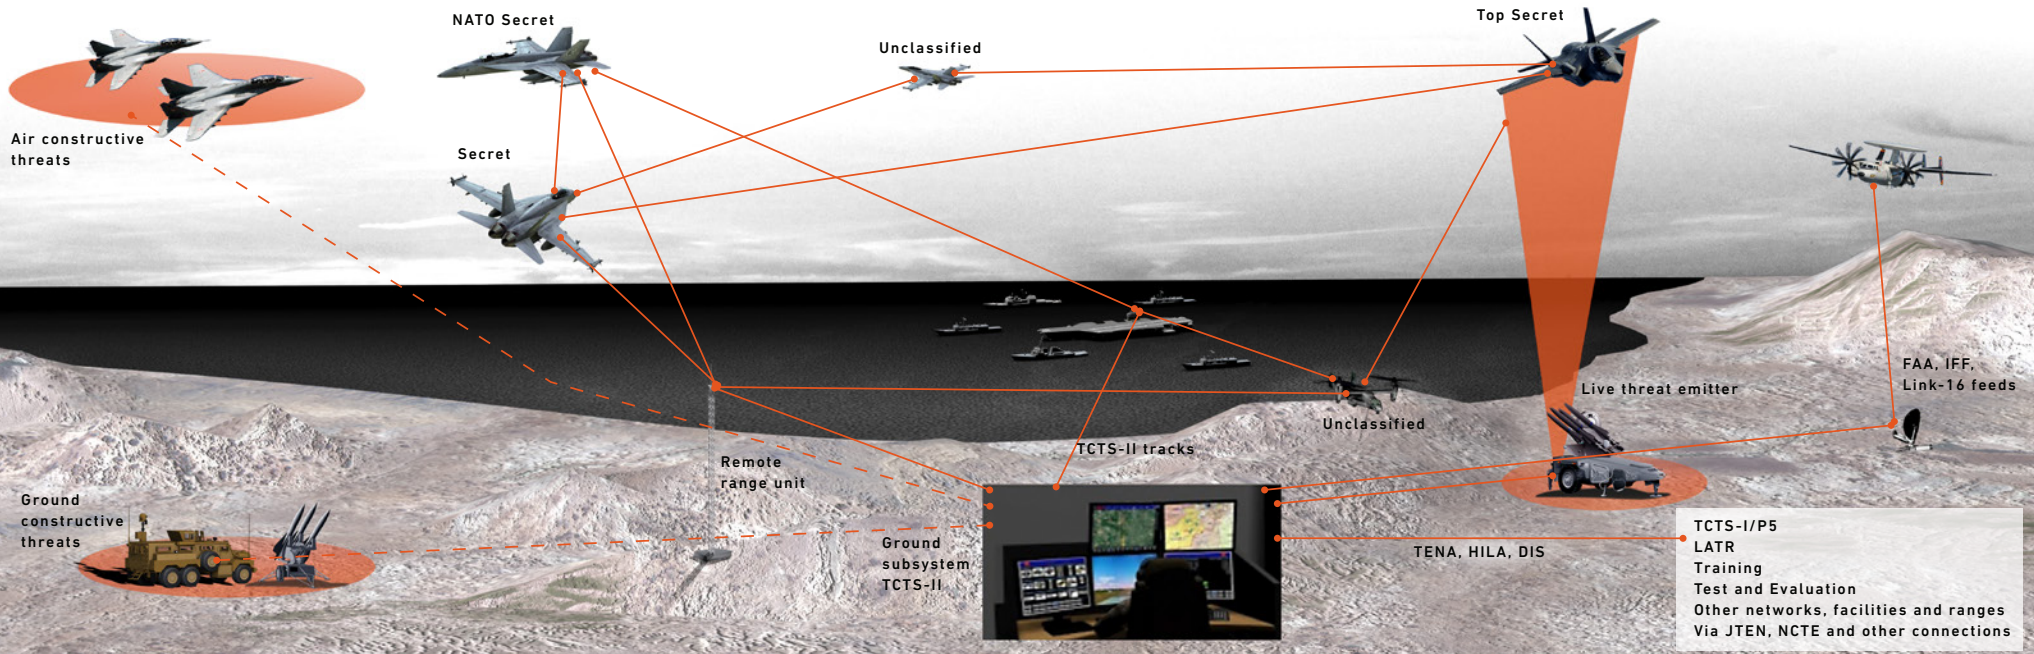 NATO Secret
Top Secret
Unclassified
Air constructive
threats
Secret
FAA, IFF,
Link-16 feeds
Live threat emitter
Unclassified
TCTS-II tracks
Remote
range unit
Ground
constructive
threats
Ground
subsystem
TCTS-II
TENA, HILA, DIS
TCTS-I/P5
LATR
Training
Test and Evaluation
Other networks, facilities and ranges
Via JTEN, NCTE and other connections